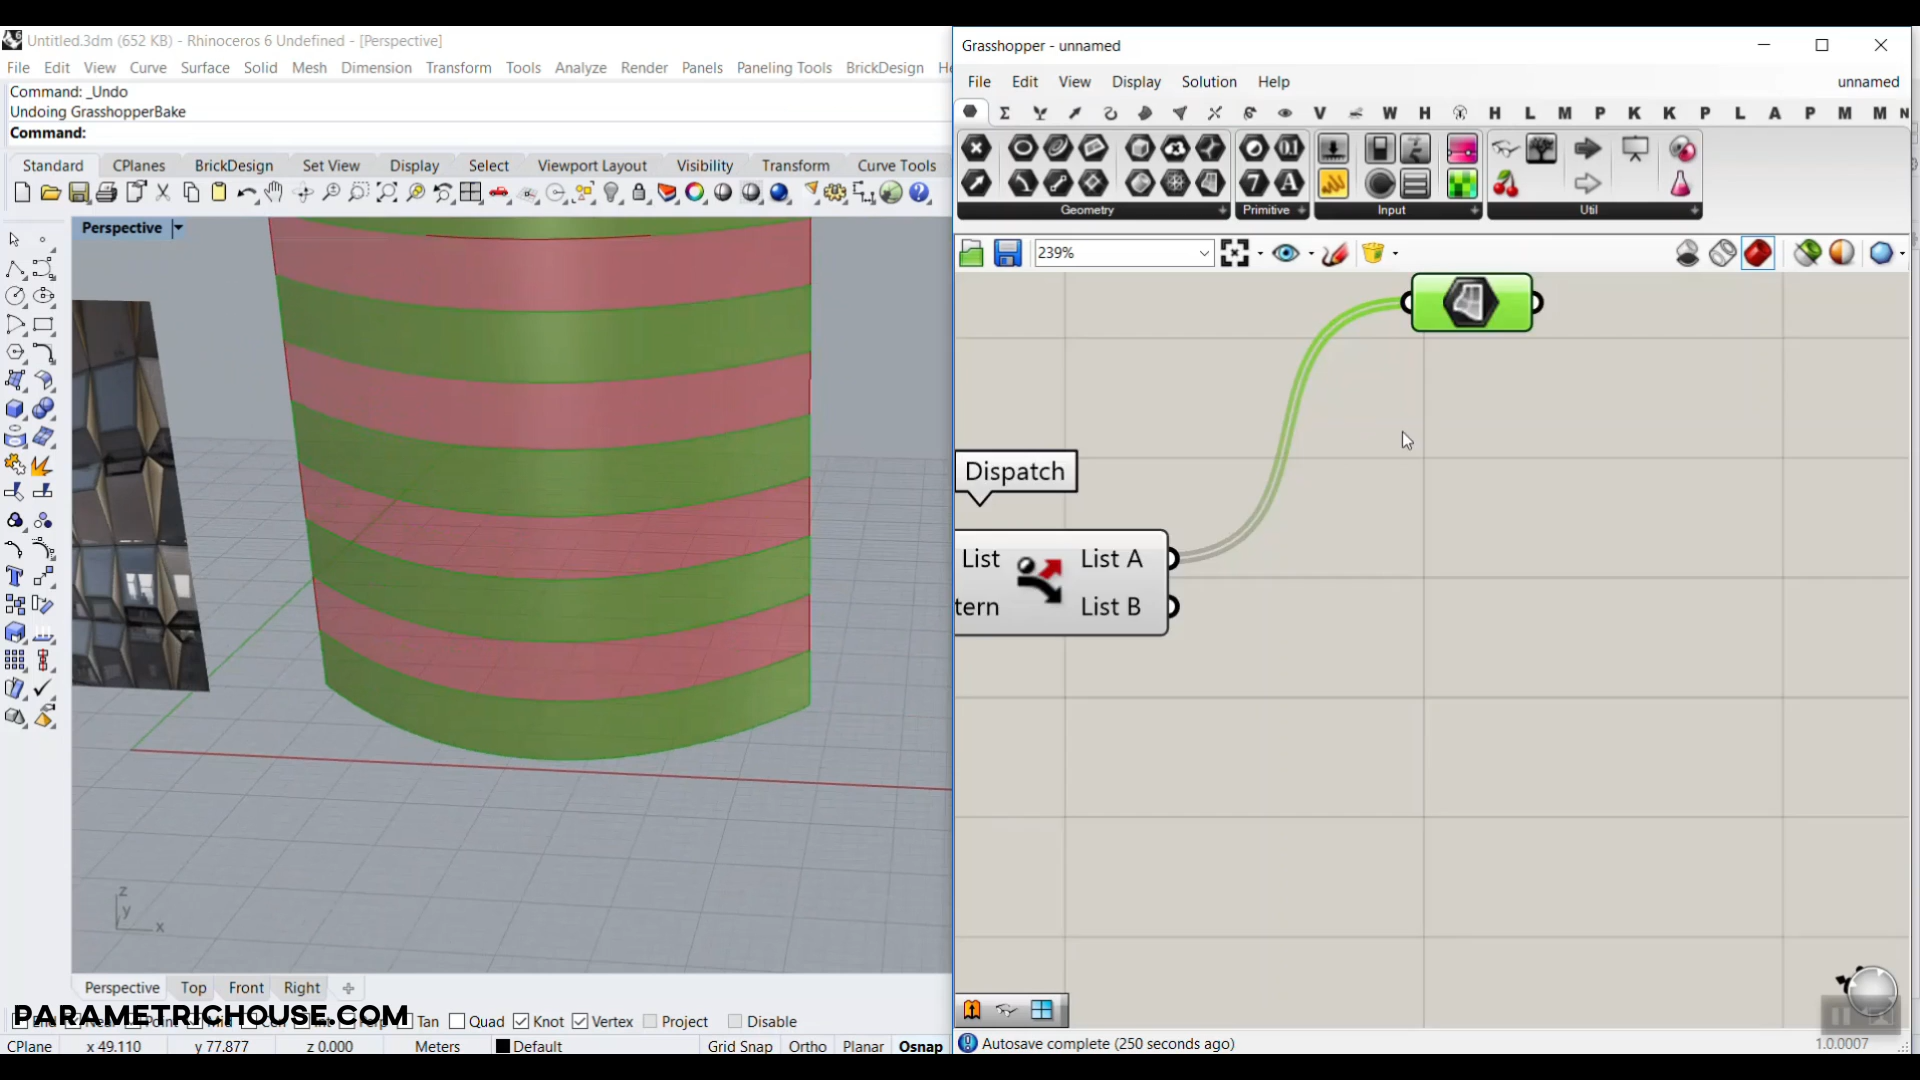 Untitled.3dm (652 KB) - Rhinoceros 6 Undefined - [Perspective]
File Edit View Curve Surface Solid Mesh Dimension Transform Tools Analyze Render Panels Paneling Tools BrickDesign He
Command: _Undo
Undoing GrasshopperBake
Command:
Standard CPlanes BrickDesign Set View Display Select Viewport Layout Visibility Transform Curve Tools
Perspective
z
y
x
Perspective Top Front Right
PARAMETRICHOUSE.COM
Tan Quad Knot Vertex Project Disable
CPlane x 49.110 y 77.877 z 0.000 Meters Default Grid Snap Ortho Planar Osnap
Grasshopper - unnamed
File Edit View Display Solution Help unnamed
V W H H L M P K K P L A P M M N
Geometry Primitive Input Util
239%
Dispatch
List List A
tern List B
Autosave complete (250 seconds ago) 1.0.0007